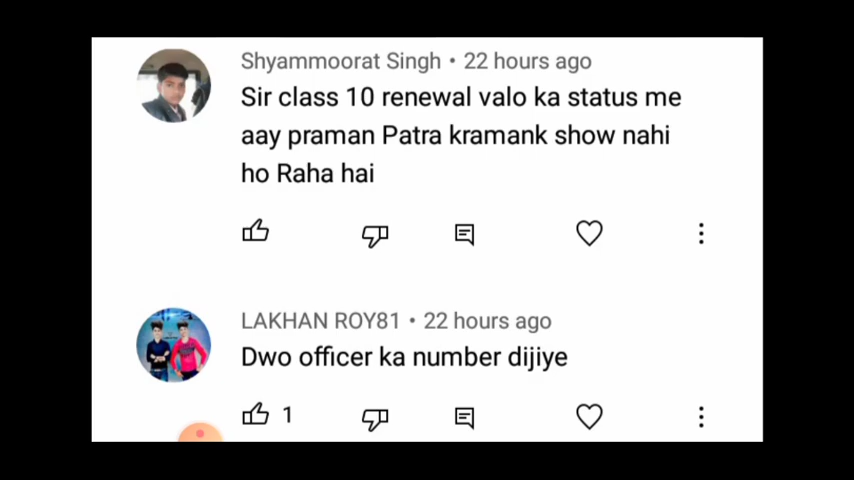 Shyammoorat Singh • 22 hours ago
Sir class 10 renewal valo ka status me
aay praman Patra kramank show nahi
ho Raha hai
LAKHAN ROY81 • 22 hours ago
Dwo officer ka number dijiye
1